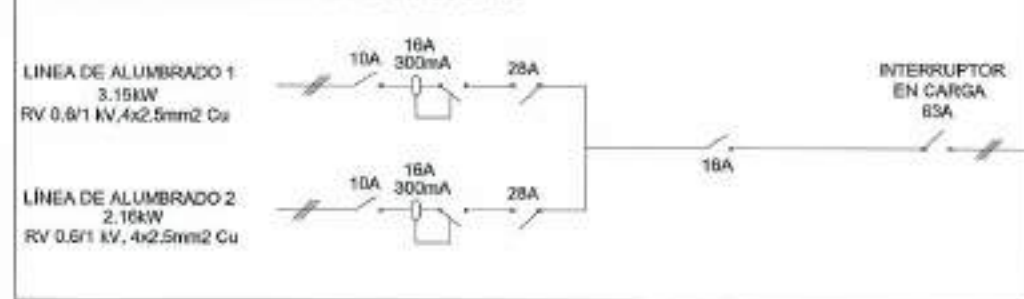 LINEA DE ALUMBRADO 1
3.15kW
RV 0.6/1 kV,4x2.5mm2 Cu
10A
16A
300mA
28A
INTERRUPTOR
EN CARGA
63A
16A
LÍNEA DE ALUMBRADO 2
2.16kW
RV 0.6/1 kV, 4x2.5mm2 Cu
10A
16A
300mA
28A